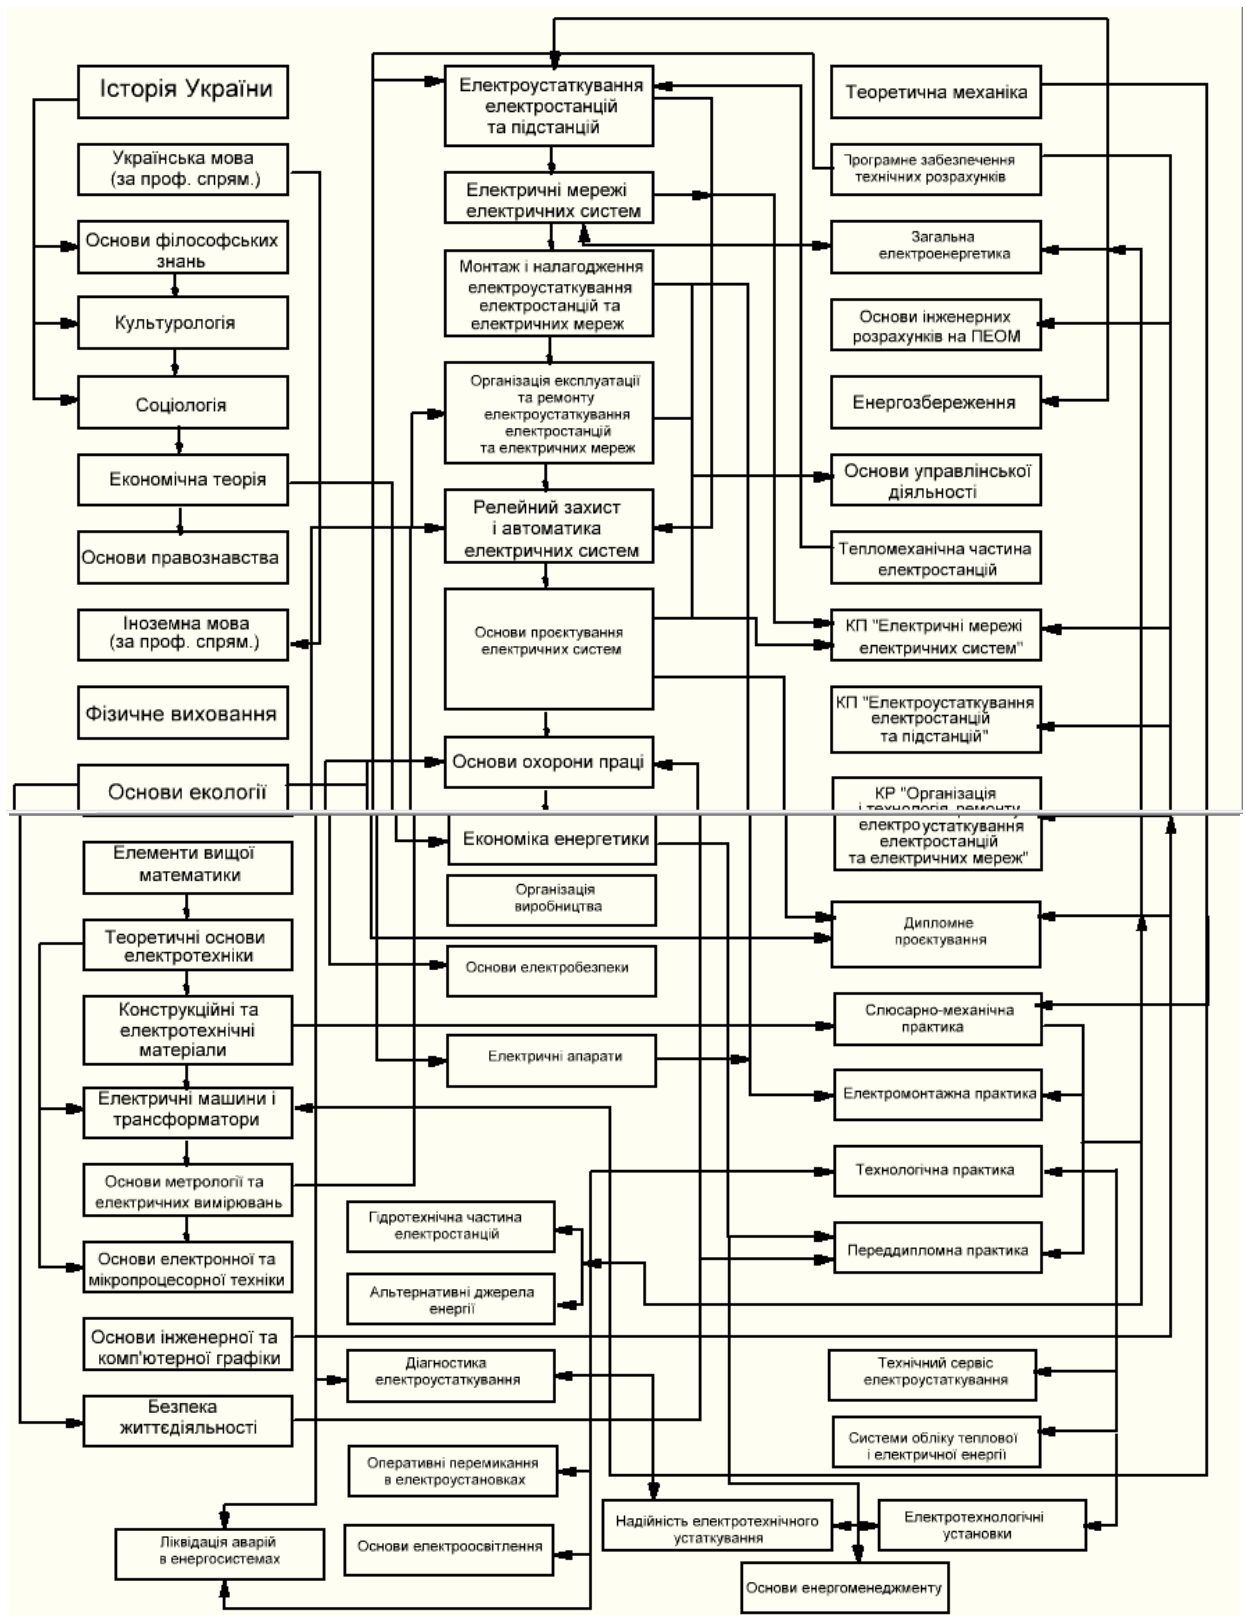 Історія України
Українська мова
(за проф. спрям.)
Основи філософських
знань
Культурологія
Соціологія
Економічна теорія
Основи правознавства
Іноземна мова
(за проф. спрям.)
Фізичне виховання
Основи екології
Елементи вищої
математики
Теоретичні основи
електротехніки
Конструкційні та
електротехнічні
матеріали
Електричні машини і
трансформатори
Основи метрології та
електричних вимірювань
Основи електронної та
мікропроцесорної техніки
Основи інженерної та
комп'ютерної графіки
Безпека
життєдіяльності
Ліквідація аварій
в енергосистемах
Електроустаткування
електростанцій
та підстанцій
Електричні мережі
електричних систем
Монтаж і налагодження
електроустаткування
електростанцій та
електричних мереж
Організація експлуатації
та ремонту
електроустаткування
електростанцій
та електричних мереж
Релейний захист
і автоматика
електричних систем
Основи проєктування
електричних систем
Основи охорони праці
Економіка енергетики
Організація
виробництва
Основи електробезпеки
Електричні апарати
Гідротехнічна частина
електростанцій
Альтернативні джерела
енергії
Діагностика
електроустаткування
Оперативні перемикання
в електроустановках
Основи електроосвітлення
Теоретична механіка
Програмне забезпечення
технічних розрахунків
Загальна
електроенергетика
Основи інженерних
розрахунків на ПЕОМ
Енергозбереження
Основи управлінської
діяльності
Тепломеханічна частина
електростанцій
КП "Електричні мережі
електричних систем"
КП "Електроустаткування
електростанцій
та підстанцій"
КР "Організація
і технологія ремонту
електроустаткування
електростанцій
та електричних мереж"
Дипломне
проєктування
Слюсарно-механічна
практика
Електромонтажна практика
Технологічна практика
Переддипломна практика
Технічний сервіс
електроустаткування
Системи обліку теплової
і електричної енергії
Надійність електротехнічного
устаткування
Електротехнологічні
установки
Основи енергоменеджменту